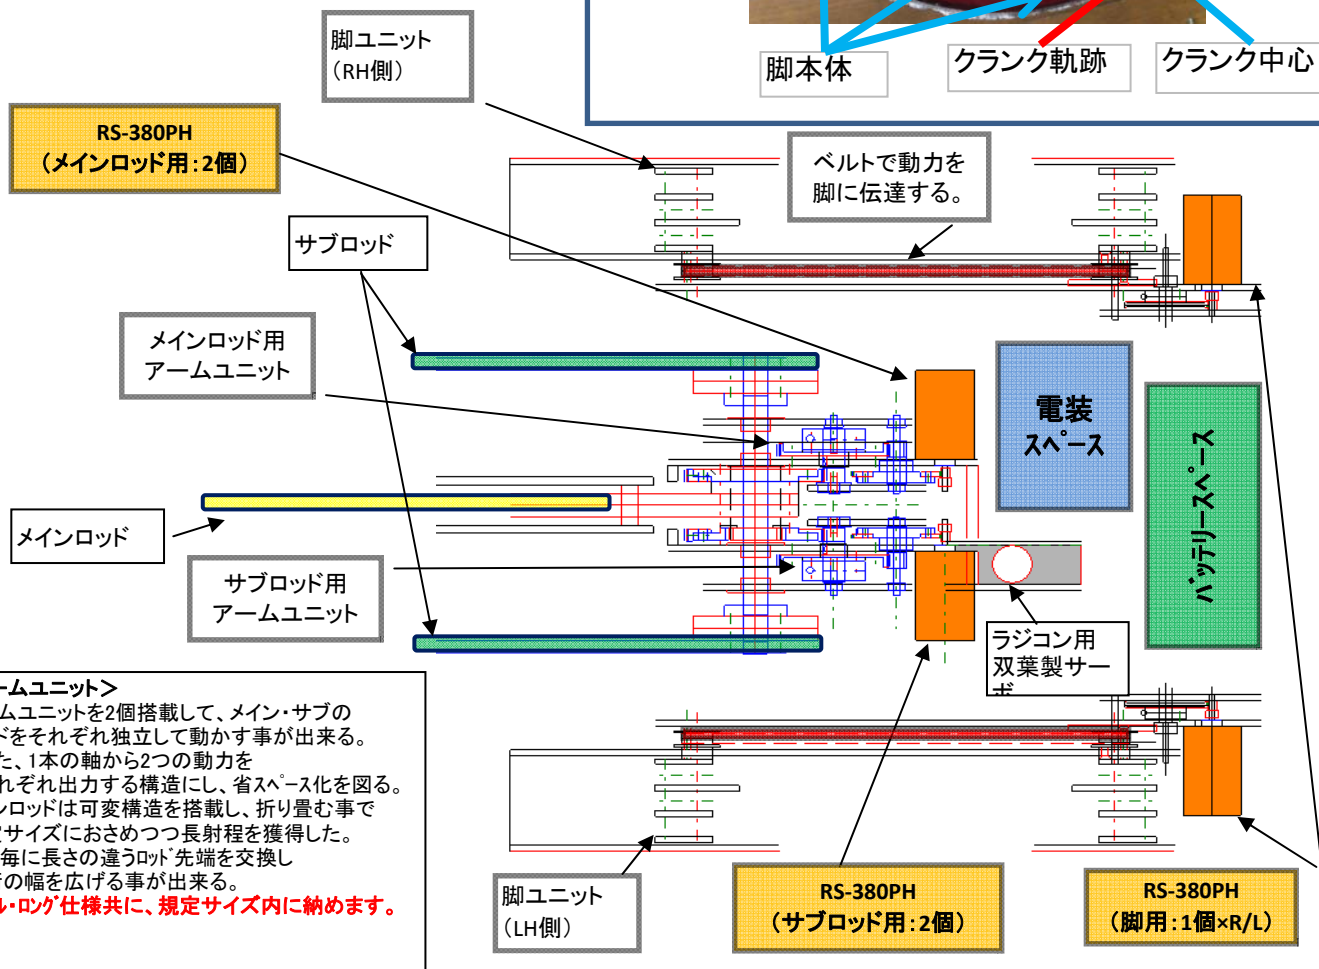 脚本体
クランク軌跡
クランク中心
脚ユニット
（RH側）
RS-380PH
（メインロッド用：2個）
ベルトで動力を
脚に伝達する。
サブロッド
メインロッド用
アームユニット
電装
スペース
バッテリースペース
メインロッド
サブロッド用
アームユニット
ラジコン用
双葉製サー
ボ
ームユニット＞
ムユニットを2個搭載して、メイン・サブの
ドをそれぞれ独立して動かす事が出来る。
た、1本の軸から2つの動力を
れぞれ出力する構造にし、省スペース化を図る。
ンロッドは可変構造を搭載し、折り畳む事で
サイズにおさめつつ長射程を獲得した。
毎に長さの違うロッド先端を交換し
の幅を広げる事が出来る。
ル・ロング仕様共に、規定サイズ内に納めます。
脚ユニット
（LH側）
RS-380PH
（サブロッド用：2個）
RS-380PH
（脚用：1個×R/L）